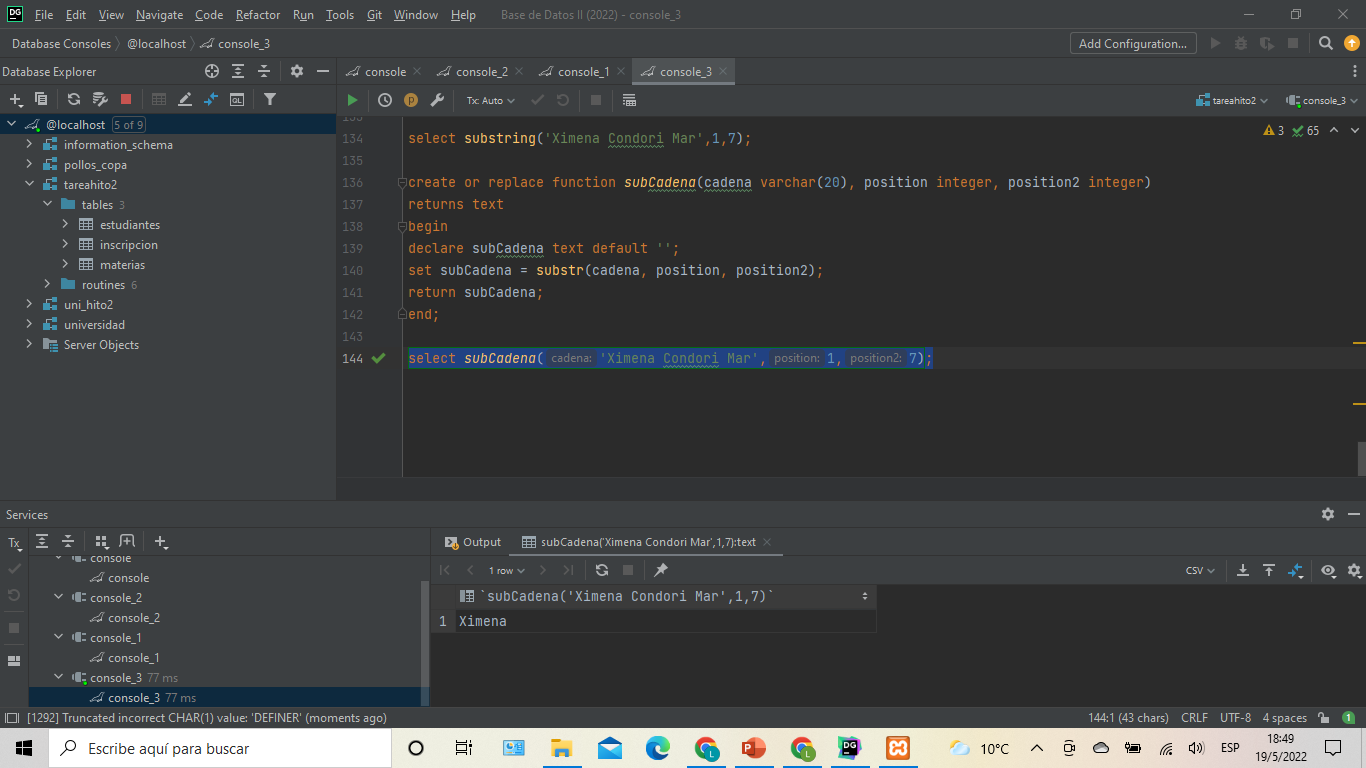 DG File Edit View Navigate Code Refactor Run Tools Git Window Help Base de Datos II (2022) - console_3
Database Consoles @localhost console_3 Add Configuration...
Database Explorer
console console_2 console_1 console_3
Tx: Auto tareahito2 console_3
@localhost 5 of 9
information_schema
pollos_copa
tareahito2
tables 3
estudiantes
inscripcion
materias
routines 6
uni_hito2
universidad
Server Objects
3 65
133
134 select substring('Ximena Condori Mar',1,7);
135
136 create or replace function subCadena(cadena varchar(20), position integer, position2 integer)
137 returns text
138 begin
139 declare subCadena text default '';
140 set subCadena = substr(cadena, position, position2);
141 return subCadena;
142 end;
143
144 select subCadena( cadena: 'Ximena Condori Mar', position: 1, position2: 7);
Services
Tx
console
console
console_2
console_2
console_1
console_1
console_3 77 ms
console_3 77 ms
Output subCadena('Ximena Condori Mar',1,7):text
1 row CSV
`subCadena('Ximena Condori Mar',1,7)`
1 Ximena
[1292] Truncated incorrect CHAR(1) value: 'DEFINER' (moments ago) 144:1 (43 chars) CRLF UTF-8 4 spaces 1
Escribe aquí para buscar
10°C ESP
18:49
19/5/2022